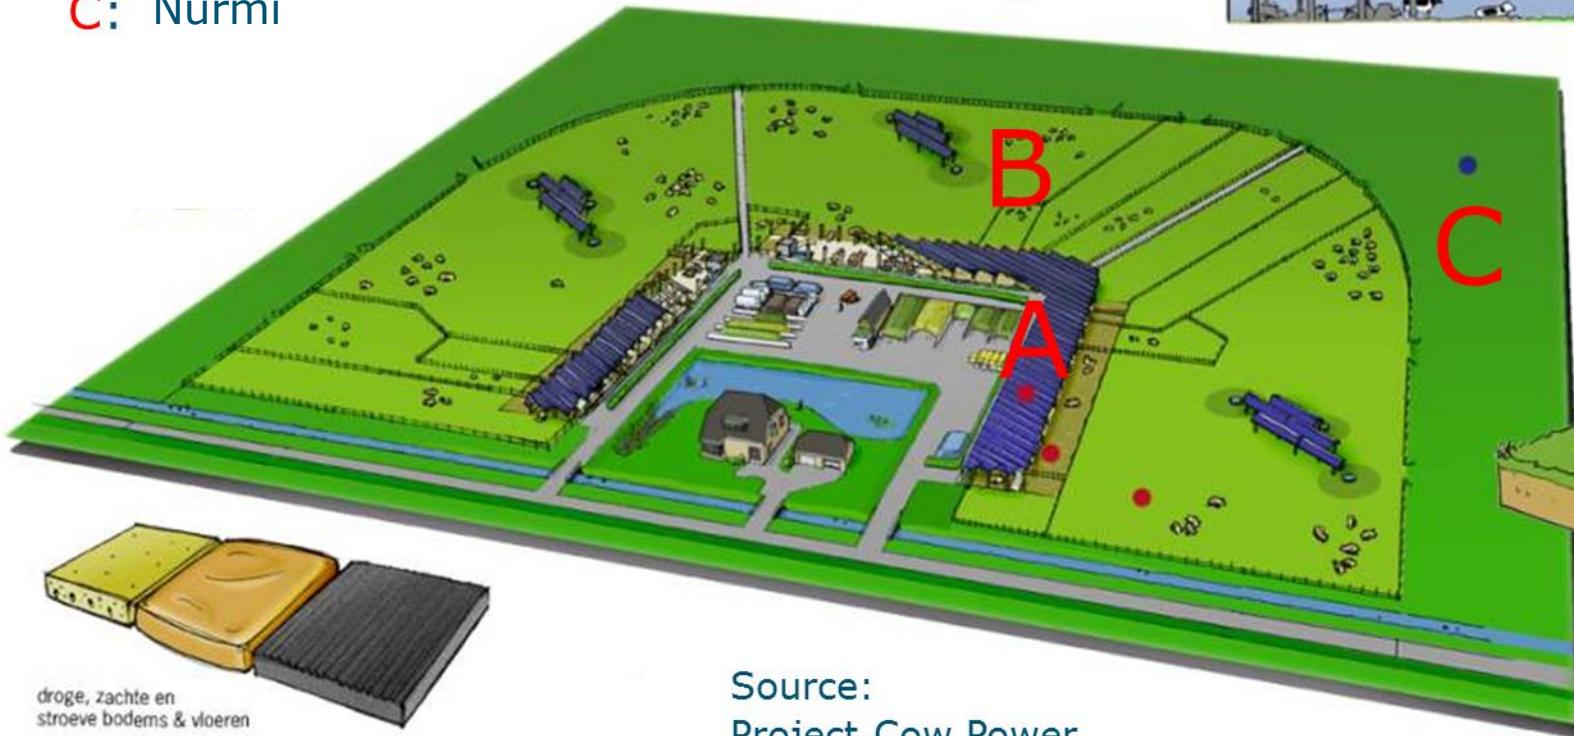 C: Nurmi
B
C
A
droge, zachte en
stroeve bodems & vloeren
Source:
Project Cow Power